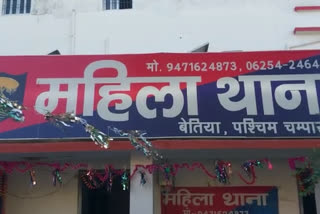 मो. 9471624873, 06254-2464
महिला थाना
बेतिया, पश्चिम चम्पा
महिला थाना